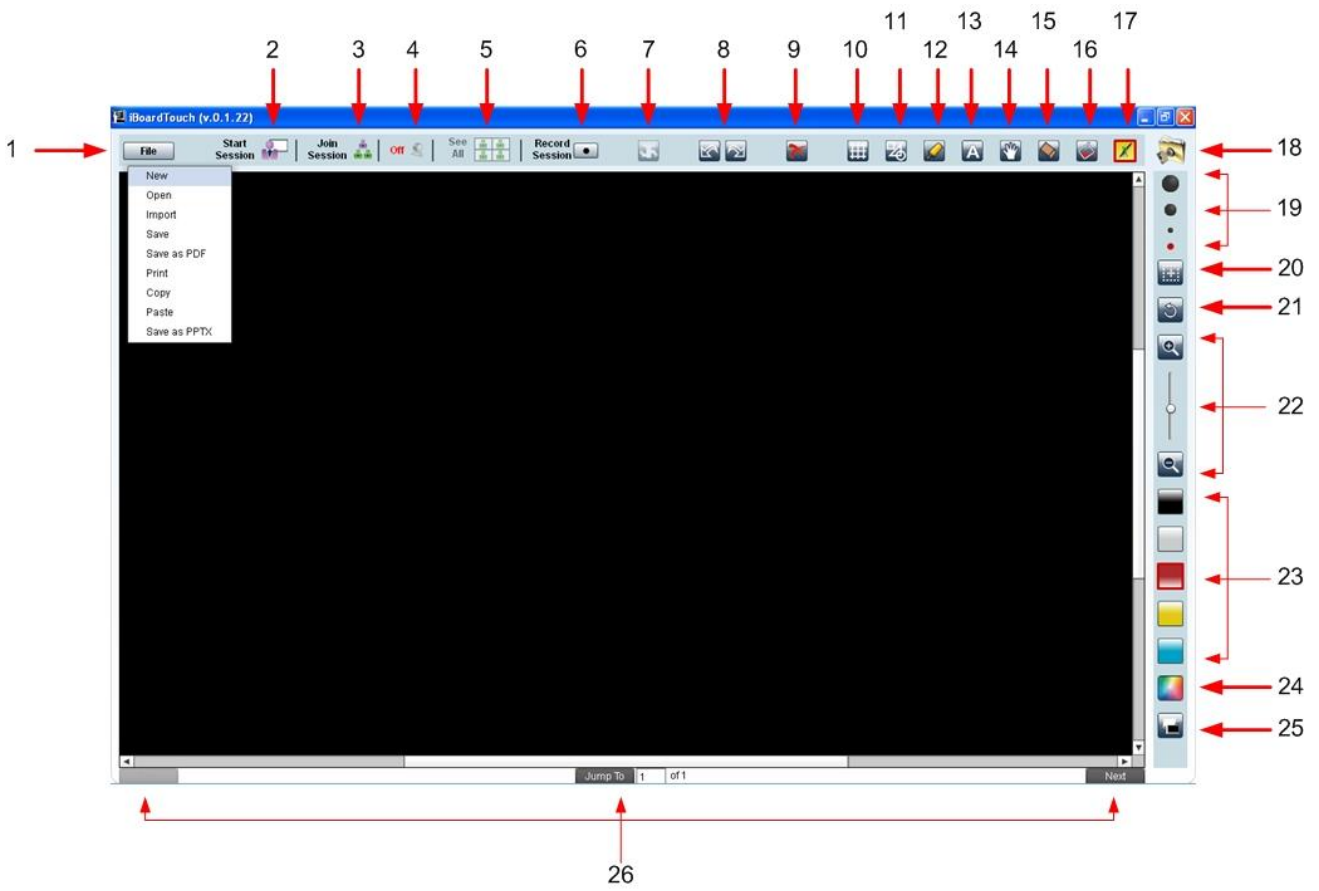 11 13 15 17
2 3 4 5 6 7 8 9 10 12 14 16
iBoardTouch (v.0.1.22)
1
File
Start Session
Join Session
Off
See All
Record Session
A
18
New
Open
Import
Save
Save as PDF
Print
Copy
Paste
Save as PPTX
19
20
21
22
23
24
25
Jump To 1 of 1
Next
26